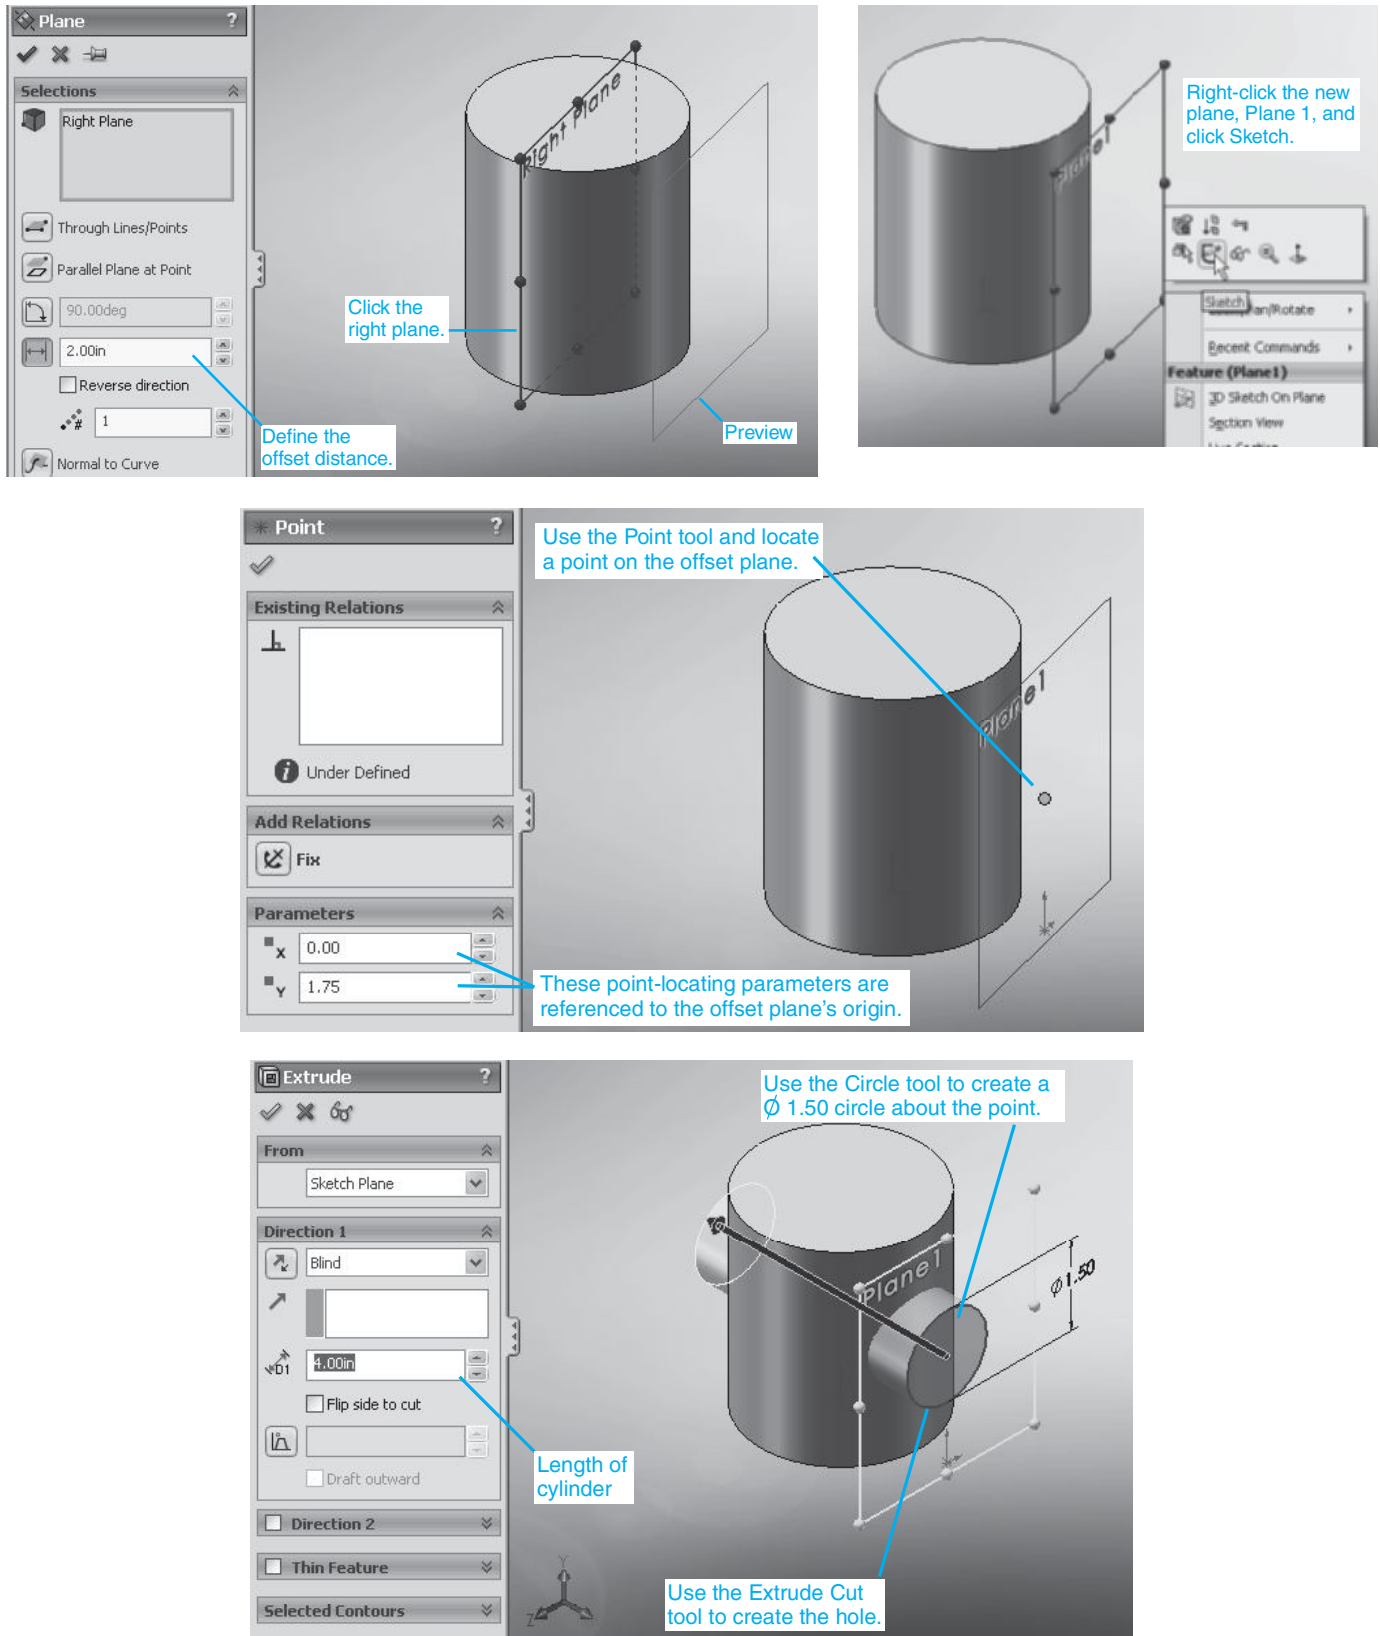 Plane ?
Selections
Right Plane
Through Lines/Points
Parallel Plane at Point
90.00deg
2.00in
Reverse direction
# 1
Normal to Curve
Right Plane
Click the
right plane.
Define the
offset distance.
Preview
Plane1
Right-click the new
plane, Plane 1, and
click Sketch.
Sketch
an/Rotate
Recent Commands
Feature (Plane1)
3D Sketch On Plane
Section View
Point ?
Existing Relations
Under Defined
Add Relations
Fix
Parameters
X 0.00
Y 1.75
Use the Point tool and locate
a point on the offset plane.
Plane1
These point-locating parameters are
referenced to the offset plane's origin.
Extrude ?
From
Sketch Plane
Direction 1
Blind
D1 4.00in
Flip side to cut
Draft outward
Direction 2
Thin Feature
Selected Contours
Use the Circle tool to create a
Ø 1.50 circle about the point.
Plane1
Ø1.50
Length of
cylinder
Use the Extrude Cut
tool to create the hole.
Y
Z